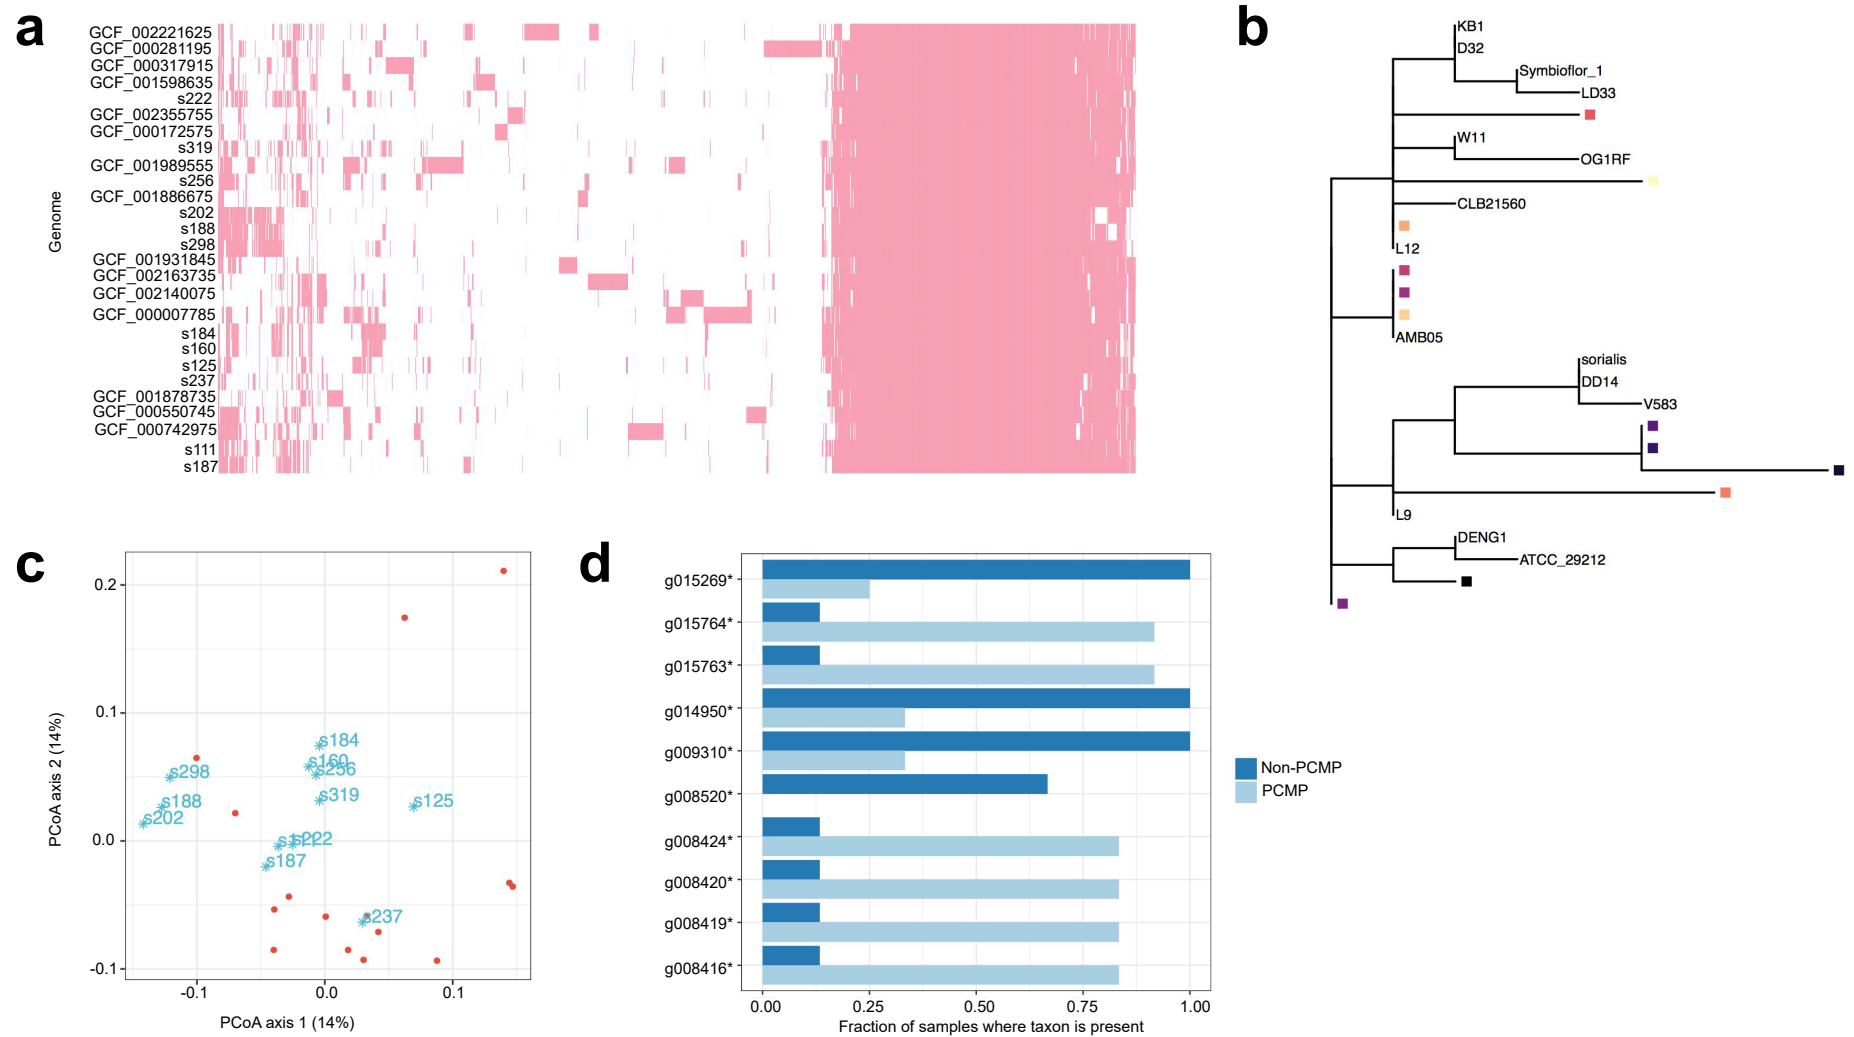 a
GCF_002221625
GCF_000281195
GCF_000317915
GCF_001598635
s222
GCF_002355755
GCF_000172575
s319
GCF_001989555
s256
GCF_001886675
s202
s188
s298
GCF_001931845
GCF_002163735
GCF_002140075
GCF_000007785
s184
s160
s125
s237
GCF_001878735
GCF_000550745
GCF_000742975
s111
s187
Genome
b
KB1
D32
Symbioflor_1
LD33
W11
OG1RF
CLB21560
L12
AMB05
sorialis
DD14
V583
L9
DENG1
ATCC_29212
c
0.2
0.1
0.0
-0.1
PCoA axis 2 (14%)
s184
s160
s256
s298
s319
s188
s125
s202
s111
s222
s187
s237
-0.1
0.0
0.1
PCoA axis 1 (14%)
d
g015269*
g015764*
g015763*
g014950*
g009310*
g008520*
g008424*
g008420*
g008419*
g008416*
0.00
0.25
0.50
0.75
1.00
Fraction of samples where taxon is present
Non-PCMP
PCMP